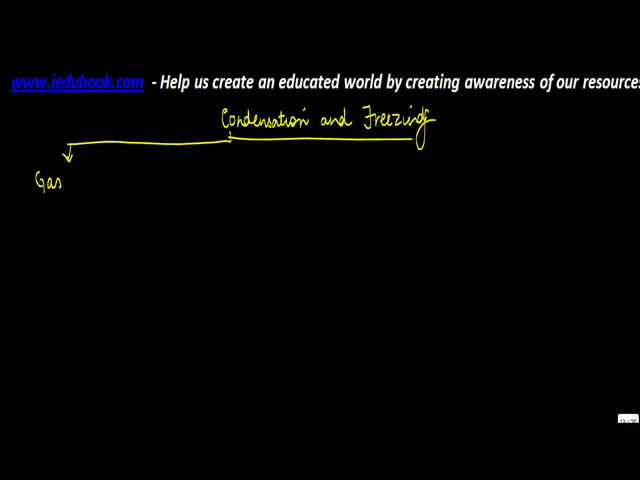 www.iedubook.com - Help us create an educated world by creating awareness of our resources
Condensation and Freezing
Gas